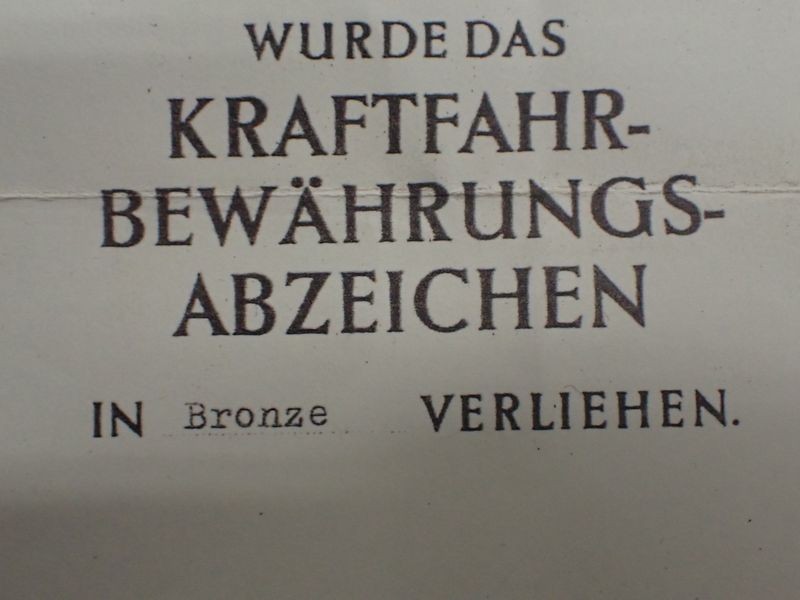 WURDE DAS
KRAFTFAHR-
BEWÄHRUNGS-
ABZEICHEN
IN Bronze VERLIEHEN.